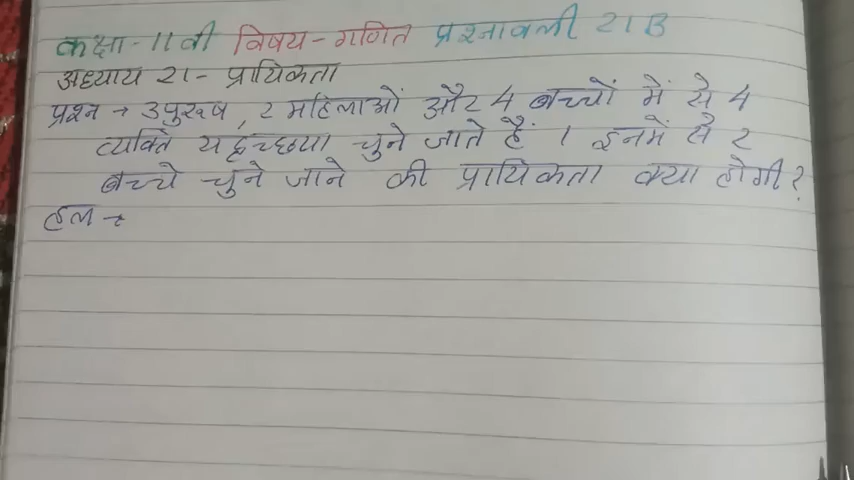 कक्षा-11वी विषय-गणित प्रश्नावली 21B
अध्याय 21- प्रायिकता
प्रश्न → 3पुरुष, 2 महिलाओं और 4 बच्चों में से 4
व्यक्ति यदृच्छया चुने जाते हैं । इनमें से 2
बच्चे चुने जाने की प्रायिकता क्या होगी?
हल →